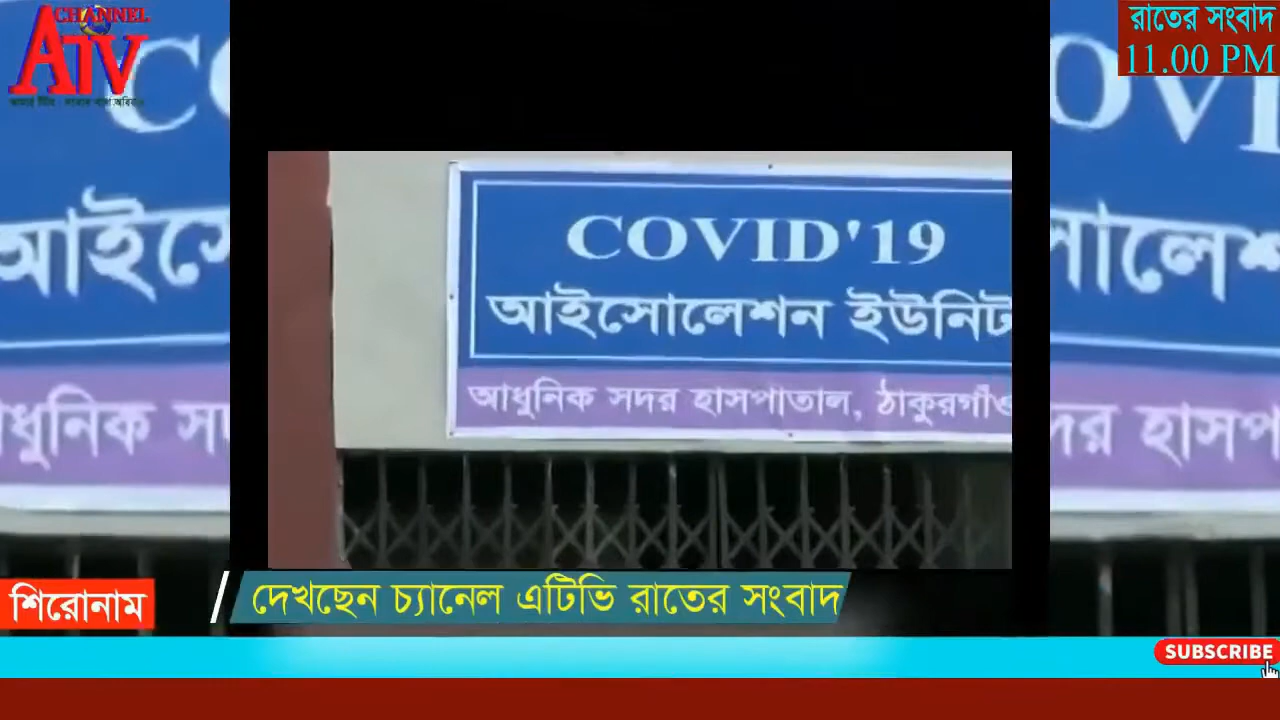 CHANNEL
ATV
রাতের সংবাদ
11.00 PM
COVID'19
আইসোলেশন ইউনিট
আধুনিক সদর হাসপাতাল, ঠাকুরগাঁও
শিরোনাম
দেখছেন চ্যানেল এটিভি রাতের সংবাদ
SUBSCRIBE